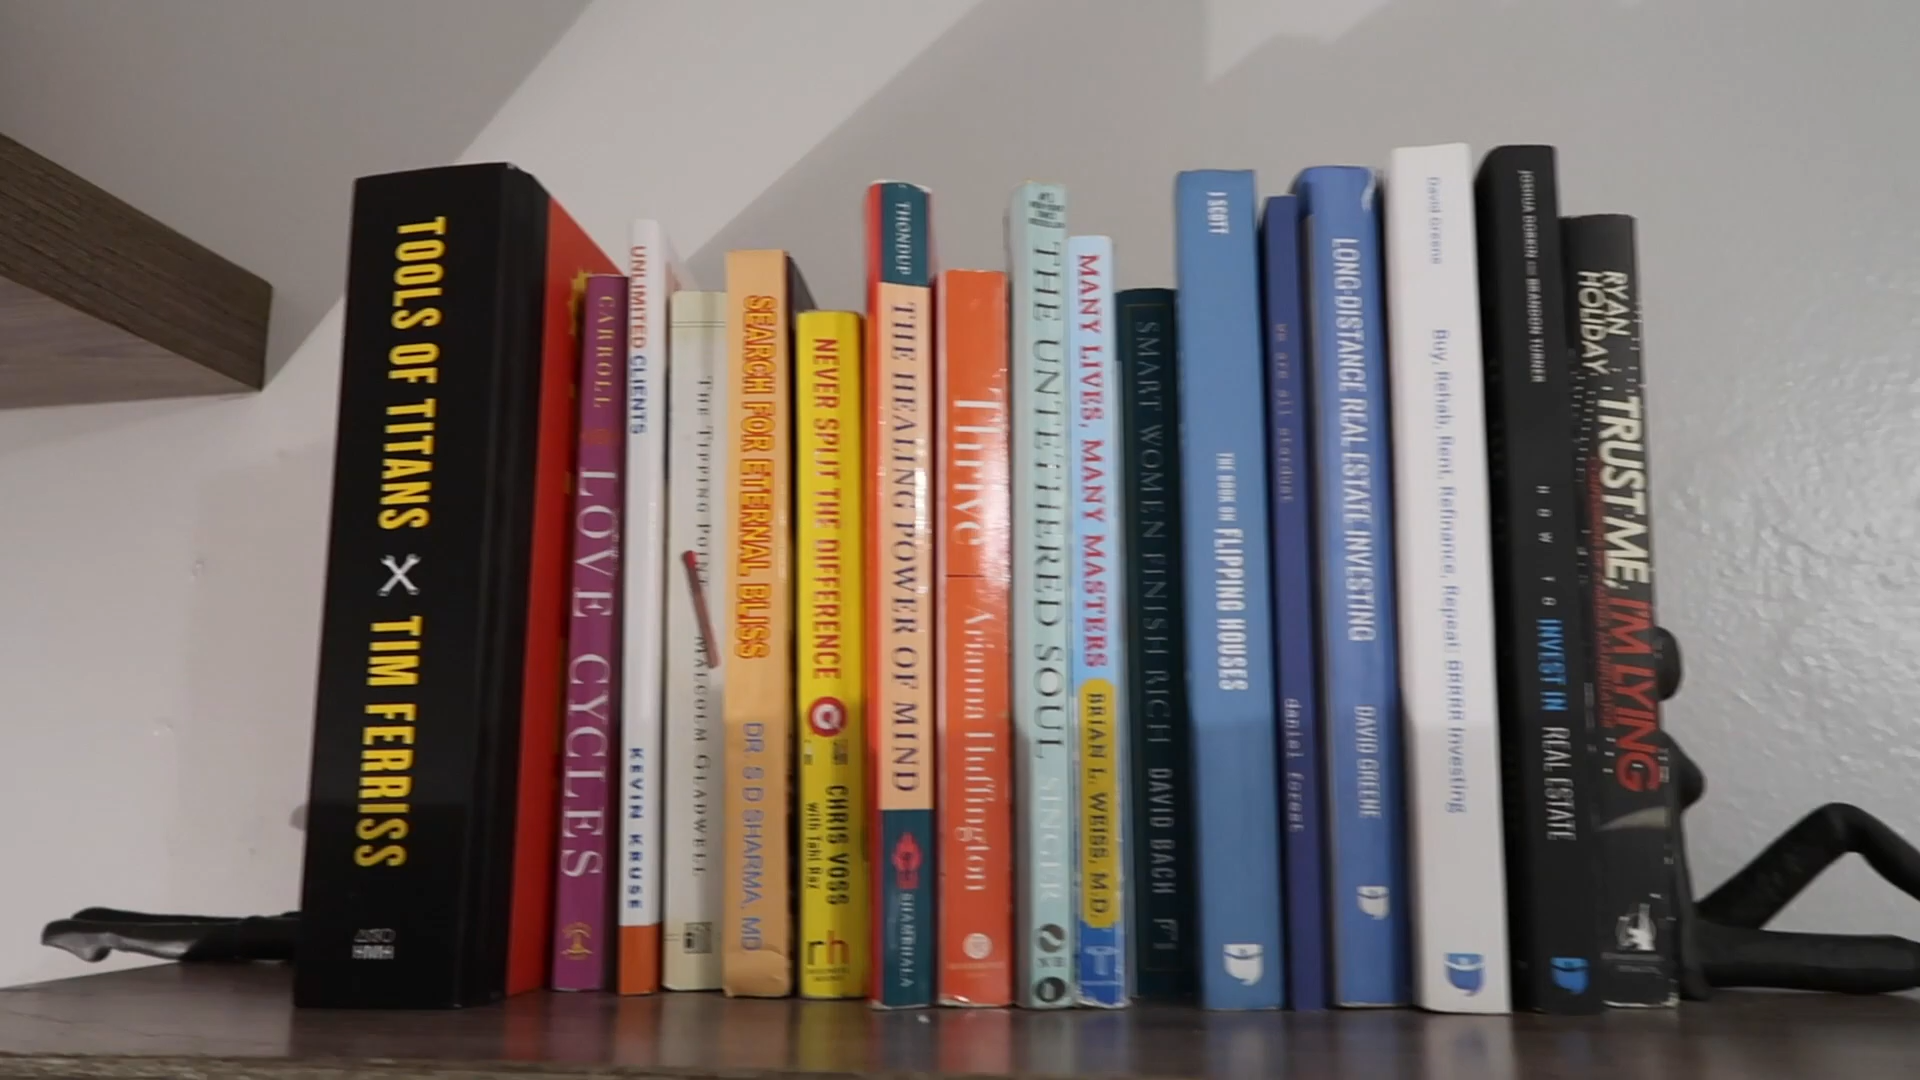 TOOLS OF TITANS
TIM FERRISS
HMH
CARROLL
LOVE CYCLES
UNLIMITED CLIENTS
KEVIN KRUSE
THE TIPPING POINT
MALCOLM GLADWELL
SEARCH FOR ETERNAL BLISS
DR. S D SHARMA, MD
NEVER SPLIT THE DIFFERENCE
CHRIS VOSS
with Tahl Raz
rh
THONDUP
THE HEALING POWER OF MIND
SHAMBHALA
Thrive
Arianna Huffington
THE UNTETHERED SOUL
SINGER
MANY LIVES, MANY MASTERS
BRIAN L. WEISS, M.D.
SMART WOMEN FINISH RICH
DAVID BACH
J SCOTT
THE BOOK ON FLIPPING HOUSES
we are all stardust
daniel foreneset
LONG-DISTANCE REAL ESTATE INVESTING
DAVID GREENE
David Greene
Buy, Rehab, Rent, Refinance, Repeat: BRRRR Investing
JOSHUA DORKIN AND BRANDON TURNER
HOW TO INVEST IN REAL ESTATE
RYAN HOLIDAY
TRUST ME, I'M LYING